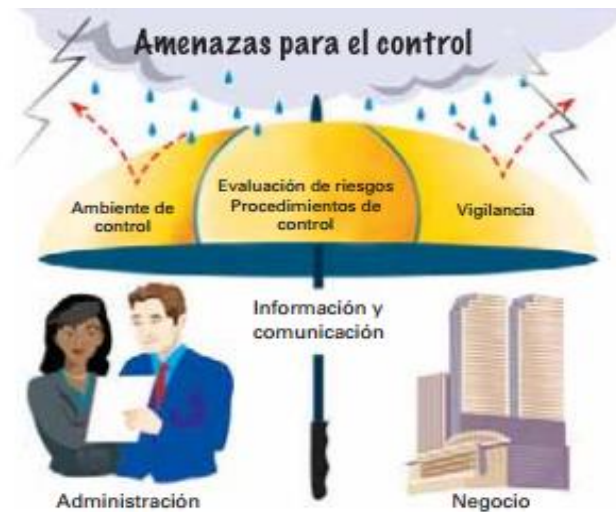 Amenazas para el control
Ambiente de
control
Evaluación de riesgos
Procedimientos de
control
Vigilancia
Información y
comunicación
Administración
Negocio